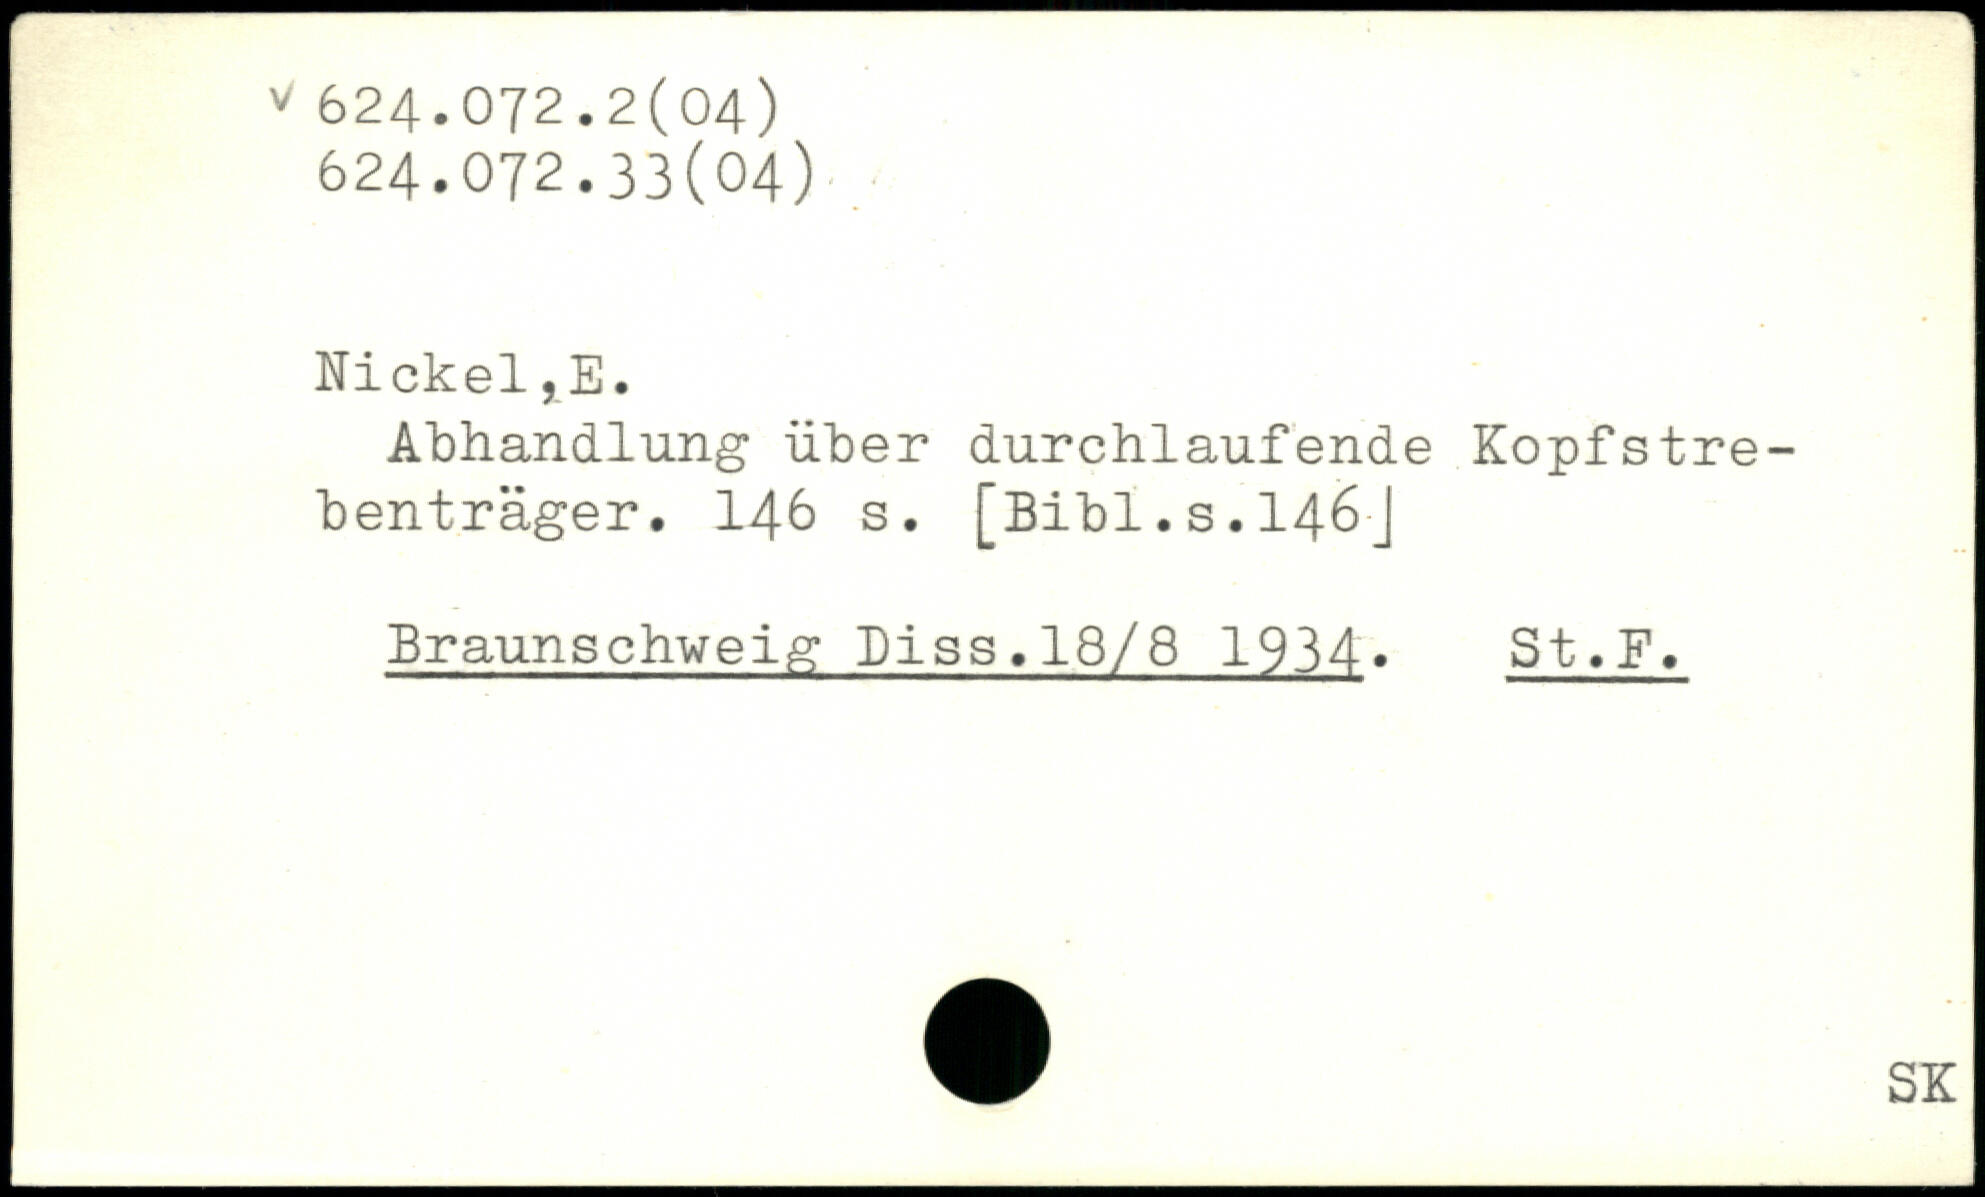 v 624.072.2(04)
624.072.33(04)
Nickel,E.
Abhandlung über durchlaufende Kopfstre-
benträger. 146 s. [Bibl.s.146]
Braunschweig Diss.18/8 1934. St.F.
SK